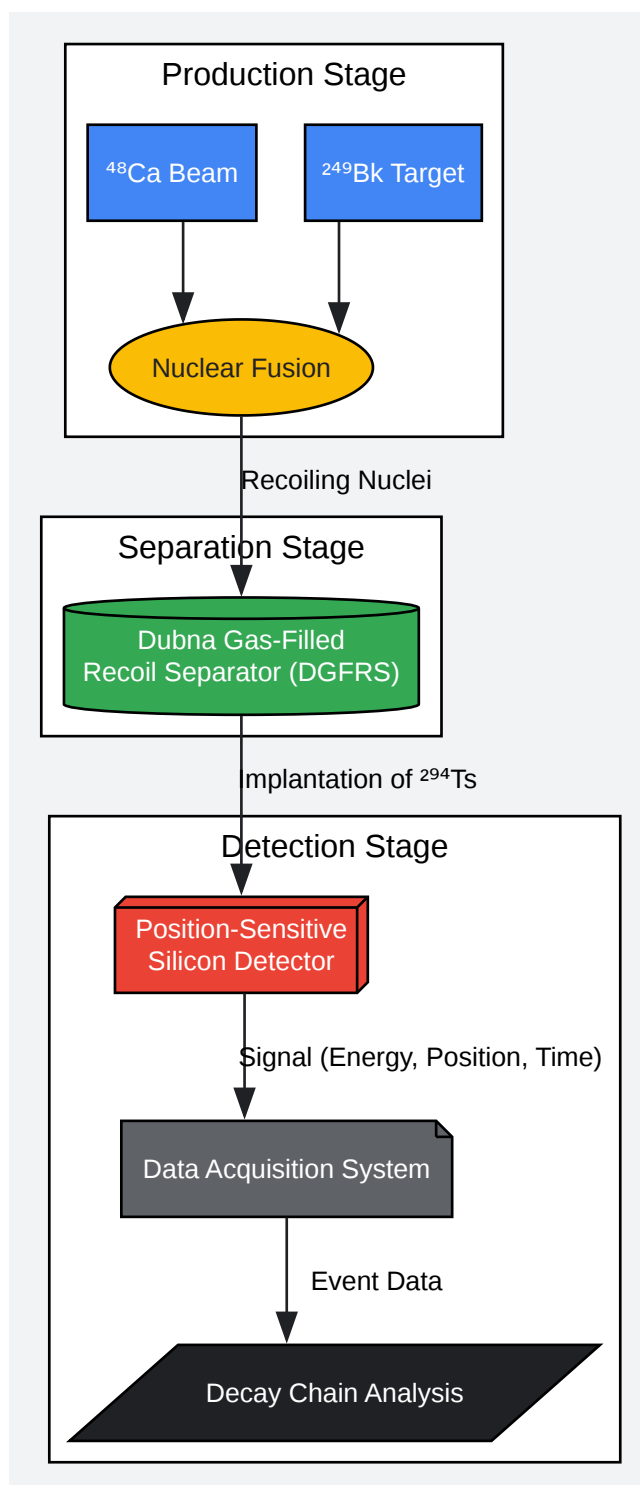 Production Stage
⁴⁸Ca Beam
²⁴⁹Bk Target
Nuclear Fusion
Recoiling Nuclei
Separation Stage
Dubna Gas-Filled
Recoil Separator (DGFRS)
Implantation of ²⁹⁴Ts
Detection Stage
Position-Sensitive
Silicon Detector
Signal (Energy, Position, Time)
Data Acquisition System
Event Data
Decay Chain Analysis